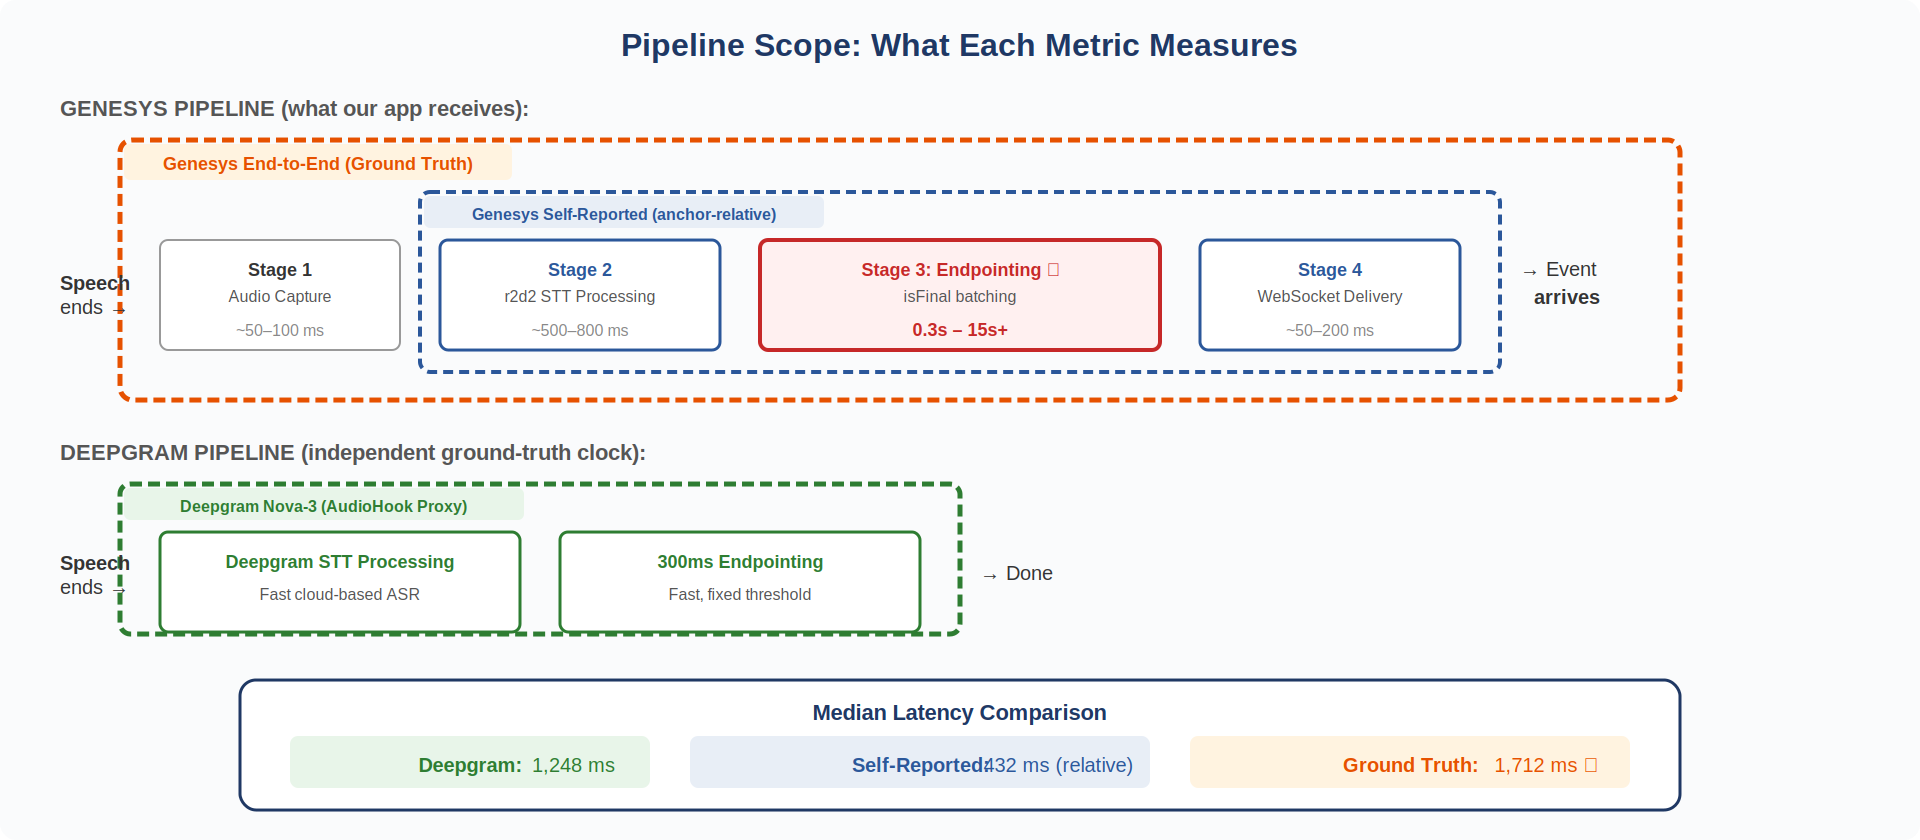 Pipeline Scope: What Each Metric Measures
GENESYS PIPELINE (what our app receives):
Genesys End-to-End (Ground Truth)
Genesys Self-Reported (anchor-relative)
Speech
ends →
Stage 1
Audio Capture
~50–100 ms
Stage 2
r2d2 STT Processing
~500–800 ms
Stage 3: Endpointing
isFinal batching
0.3s – 15s+
Stage 4
WebSocket Delivery
~50–200 ms
→ Event
arrives
DEEPGRAM PIPELINE (independent ground-truth clock):
Deepgram Nova-3 (AudioHook Proxy)
Speech
ends →
Deepgram STT Processing
Fast cloud-based ASR
300ms Endpointing
Fast, fixed threshold
→ Done
Median Latency Comparison
Deepgram: 1,248 ms
Self-Reported: 432 ms (relative)
Ground Truth: 1,712 ms